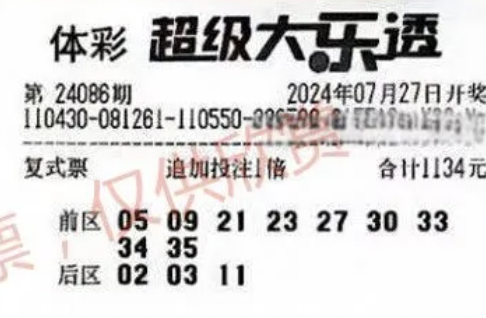 体彩 超级大乐透
第 24086期 2024年07月27日开奖
110430-081261-110550-
复式票 追加投注1倍 合计1134元
前区 05 09 21 23 27 30 33
34 35
后区 02 03 11
票,仅供欣赏